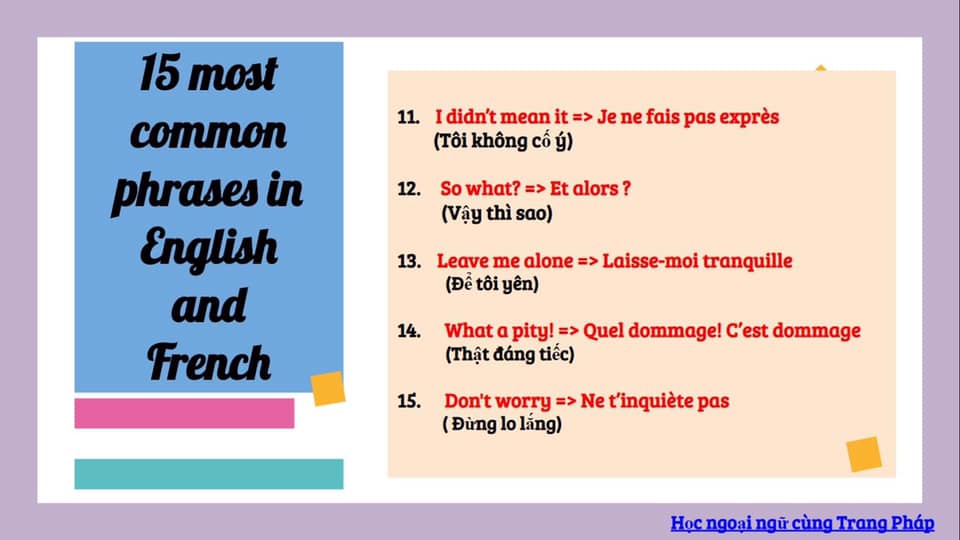 15 most
common
phrases in
English
and
French
11. I didn't mean it => Je ne fais pas exprès
(Tôi không cố ý)
12. So what? => Et alors ?
(Vậy thì sao)
13. Leave me alone => Laisse-moi tranquille
(Để tôi yên)
14. What a pity! => Quel dommage! C'est dommage
(Thật đáng tiếc)
15. Don't worry => Ne t'inquiète pas
( Đừng lo lắng)
Học ngoại ngữ cùng Trang Pháp